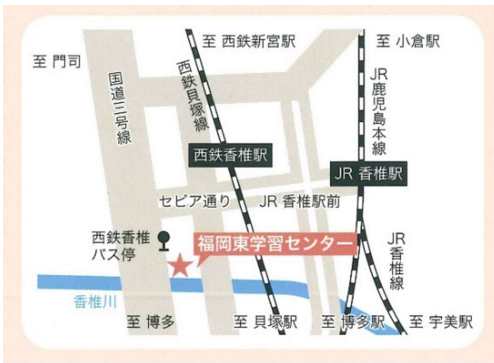 至 西鉄新宮駅
至 小倉駅
至 門司
国道三号線
西鉄貝塚線
JR鹿児島本線
西鉄香椎駅
JR 香椎駅
セピア通り
JR 香椎駅前
西鉄香椎
バス停
福岡東学習センター
JR香椎線
香椎川
至 博多
至 貝塚駅
至 博多駅
至 宇美駅